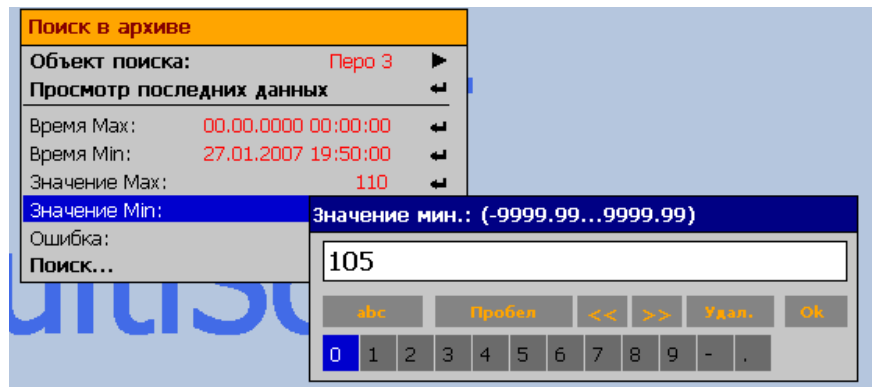 Поиск в архиве
Объект поиска: Перо 3
Просмотр последних данных
Время Max: 00.00.0000 00:00:00
Время Min: 27.01.2007 19:50:00
Значение Max: 110
Значение Min:
Ошибка:
Поиск...
Значение мин.: (-9999.99...9999.99)
105
abc Пробел << >> Удал. Ok
0 1 2 3 4 5 6 7 8 9 - .